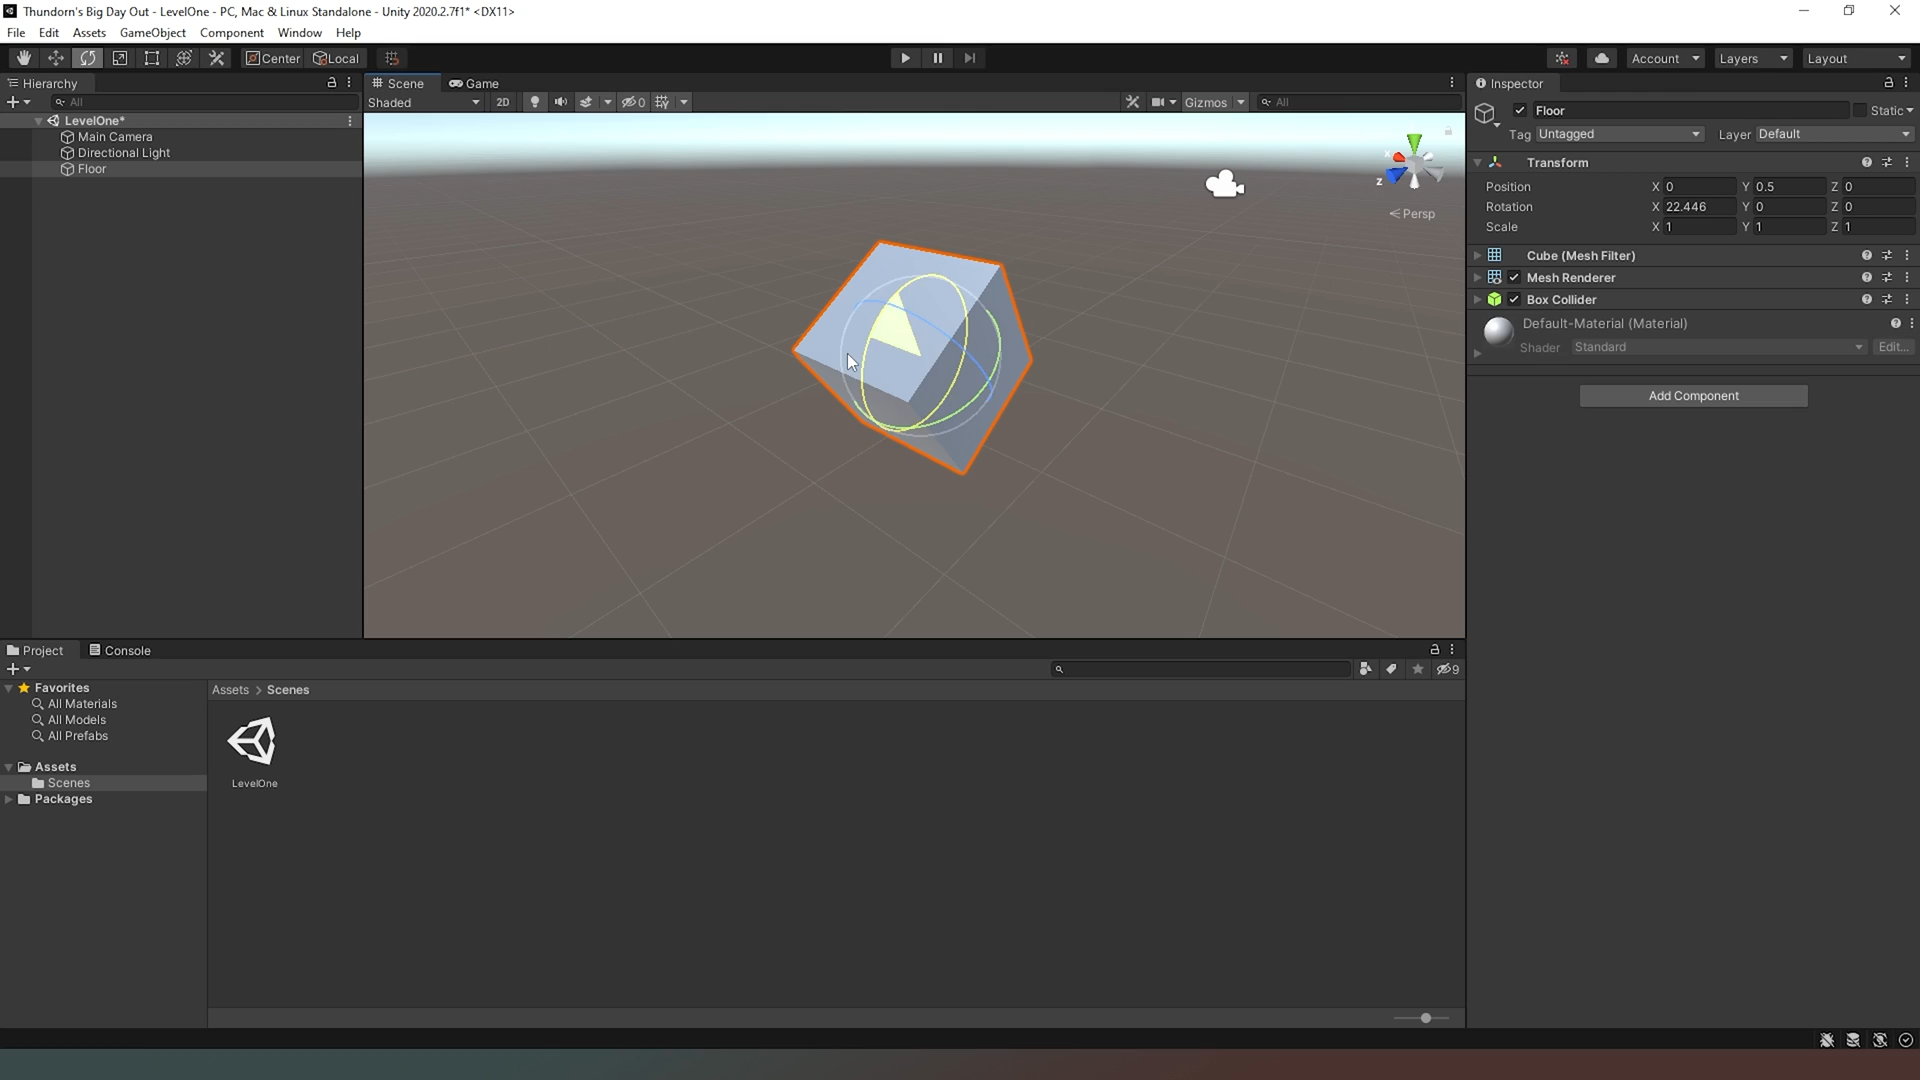 Thundorn's Big Day Out - LevelOne - PC, Mac & Linux Standalone - Unity 2020.2.7f1* <DX11>
File Edit Assets GameObject Component Window Help
Center Local Account Layers Layout
Hierarchy
All
LevelOne*
Main Camera
Directional Light
Floor
Scene Game
Shaded 2D 0 Gizmos All
z
Persp
Inspector
Floor Static
Tag Untagged Layer Default
Transform
Position X 0 Y 0.5 Z 0
Rotation X 22.446 Y 0 Z 0
Scale X 1 Y 1 Z 1
Cube (Mesh Filter)
Mesh Renderer
Box Collider
Default-Material (Material)
Shader Standard Edit...
Add Component
Project Console
9
Favorites
All Materials
All Models
All Prefabs
Assets
Scenes
Packages
Assets > Scenes
LevelOne